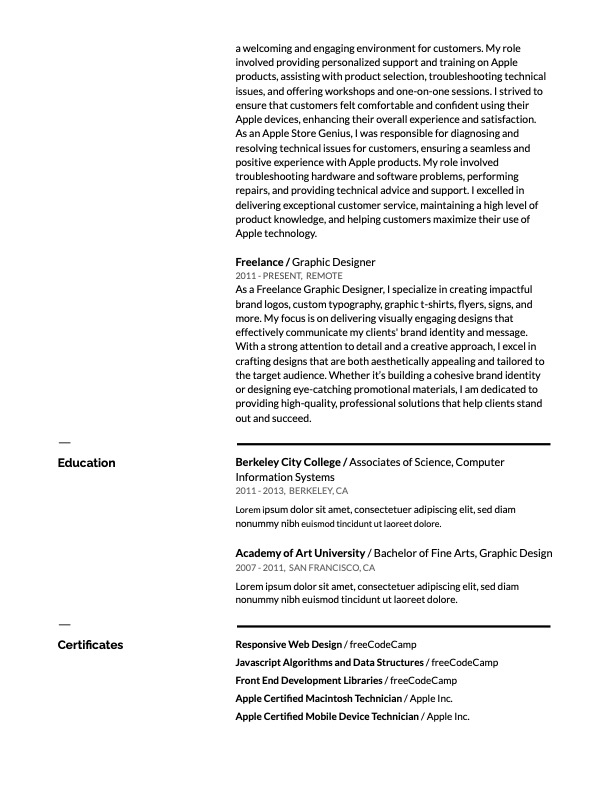 a welcoming and engaging environment for customers. My role
involved providing personalized support and training on Apple
products, assisting with product selection, troubleshooting technical
issues, and offering workshops and one-on-one sessions. I strived to
ensure that customers felt comfortable and confident using their
Apple devices, enhancing their overall experience and satisfaction.
As an Apple Store Genius, I was responsible for diagnosing and
resolving technical issues for customers, ensuring a seamless and
positive experience with Apple products. My role involved
troubleshooting hardware and software problems, performing
repairs, and providing technical advice and support. I excelled in
delivering exceptional customer service, maintaining a high level of
product knowledge, and helping customers maximize their use of
Apple technology.
Freelance / Graphic Designer
2011 - PRESENT, REMOTE
As a Freelance Graphic Designer, I specialize in creating impactful
brand logos, custom typography, graphic t-shirts, flyers, signs, and
more. My focus is on delivering visually engaging designs that
effectively communicate my clients' brand identity and message.
With a strong attention to detail and a creative approach, I excel in
crafting designs that are both aesthetically appealing and tailored to
the target audience. Whether it's building a cohesive brand identity
or designing eye-catching promotional materials, I am dedicated to
providing high-quality, professional solutions that help clients stand
out and succeed.
Education
Berkeley City College / Associates of Science, Computer
Information Systems
2011 - 2013, BERKELEY, CA
Lorem ipsum dolor sit amet, consectetuer adipiscing elit, sed diam
nonummy nibh euismod tincidunt ut laoreet dolore.
Academy of Art University / Bachelor of Fine Arts, Graphic Design
2007 - 2011, SAN FRANCISCO, CA
Lorem ipsum dolor sit amet, consectetuer adipiscing elit, sed diam
nonummy nibh euismod tincidunt ut laoreet dolore.
Certificates
Responsive Web Design / freeCodeCamp
Javascript Algorithms and Data Structures / freeCodeCamp
Front End Development Libraries / freeCodeCamp
Apple Certified Macintosh Technician / Apple Inc.
Apple Certified Mobile Device Technician / Apple Inc.